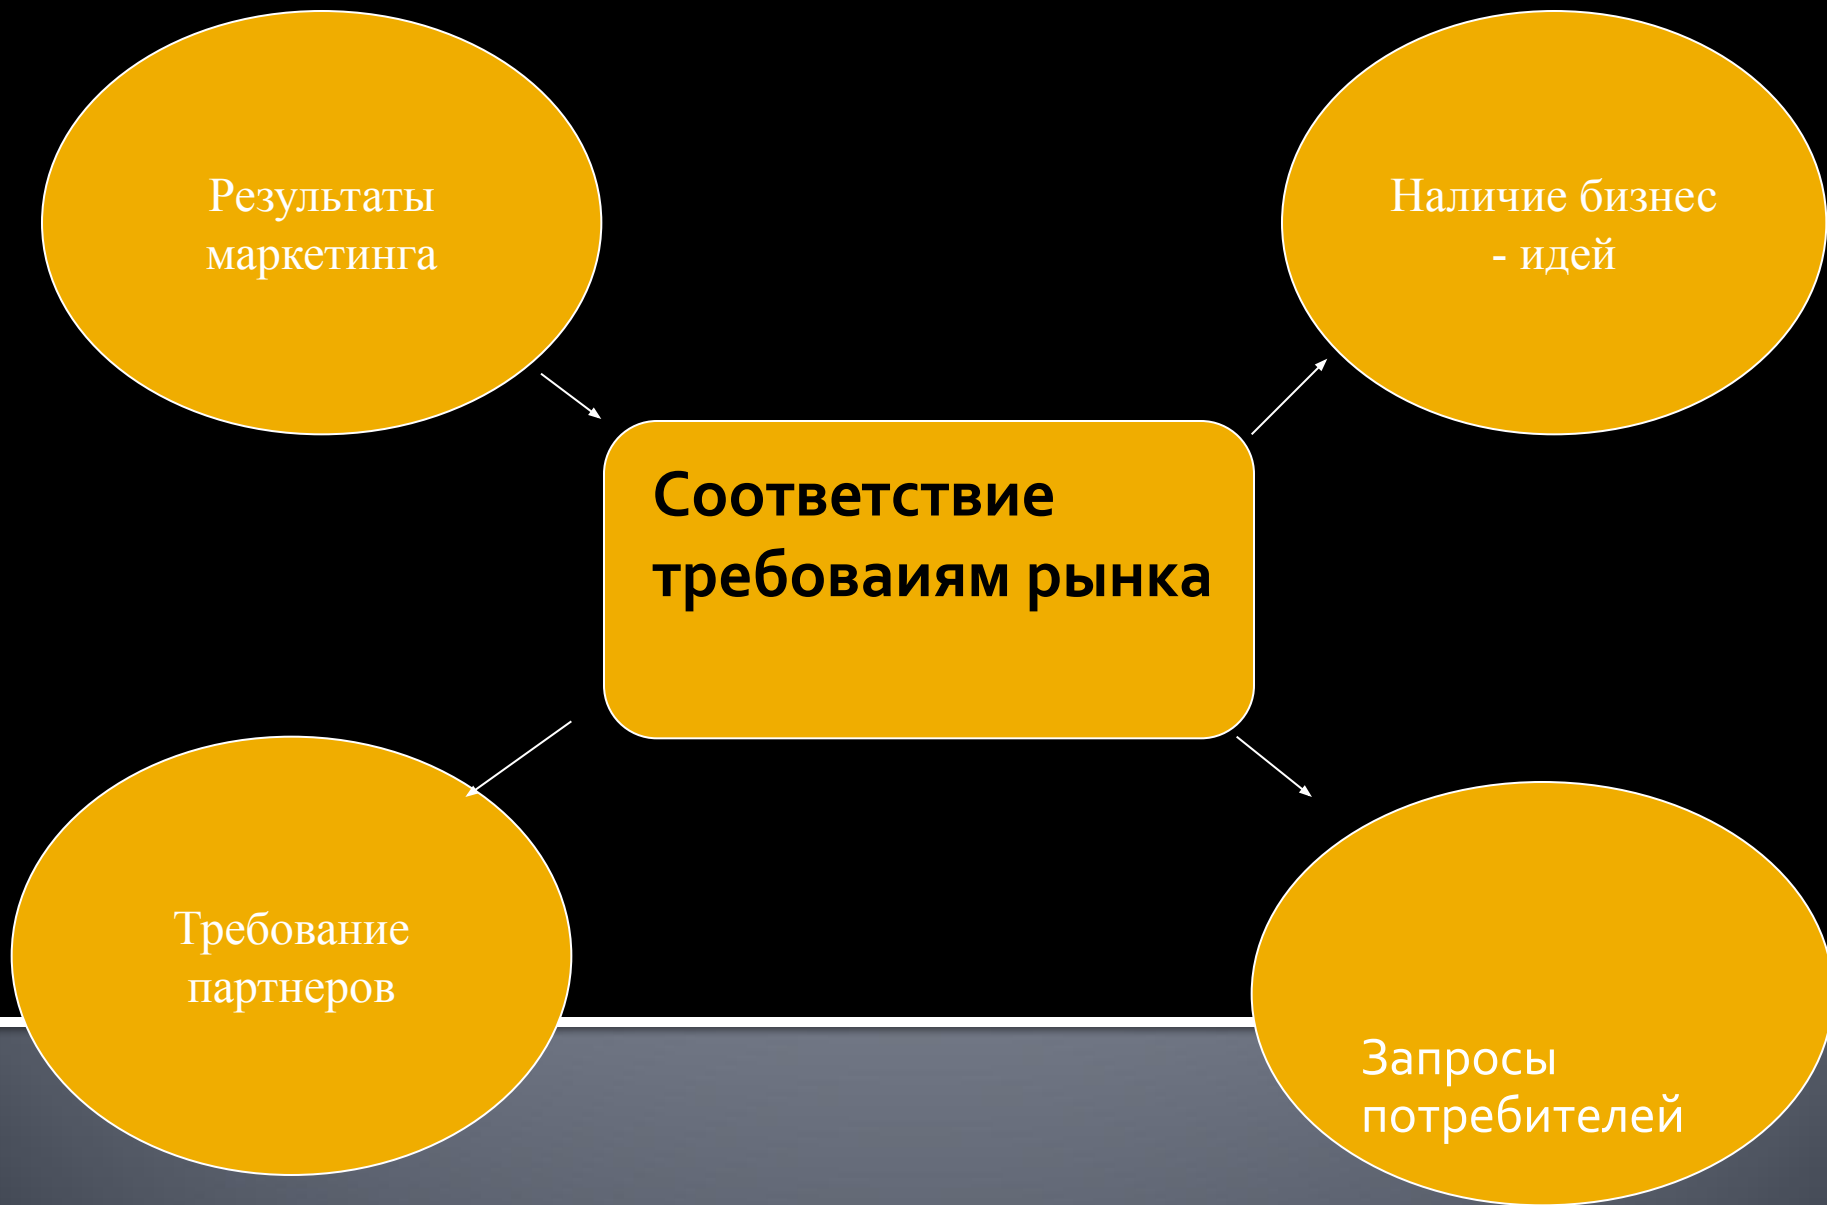 Результаты
маркетинга
Наличие бизнес
- идей
Соответствие
требоваиям рынка
Требование
партнеров
Запросы
потребителей